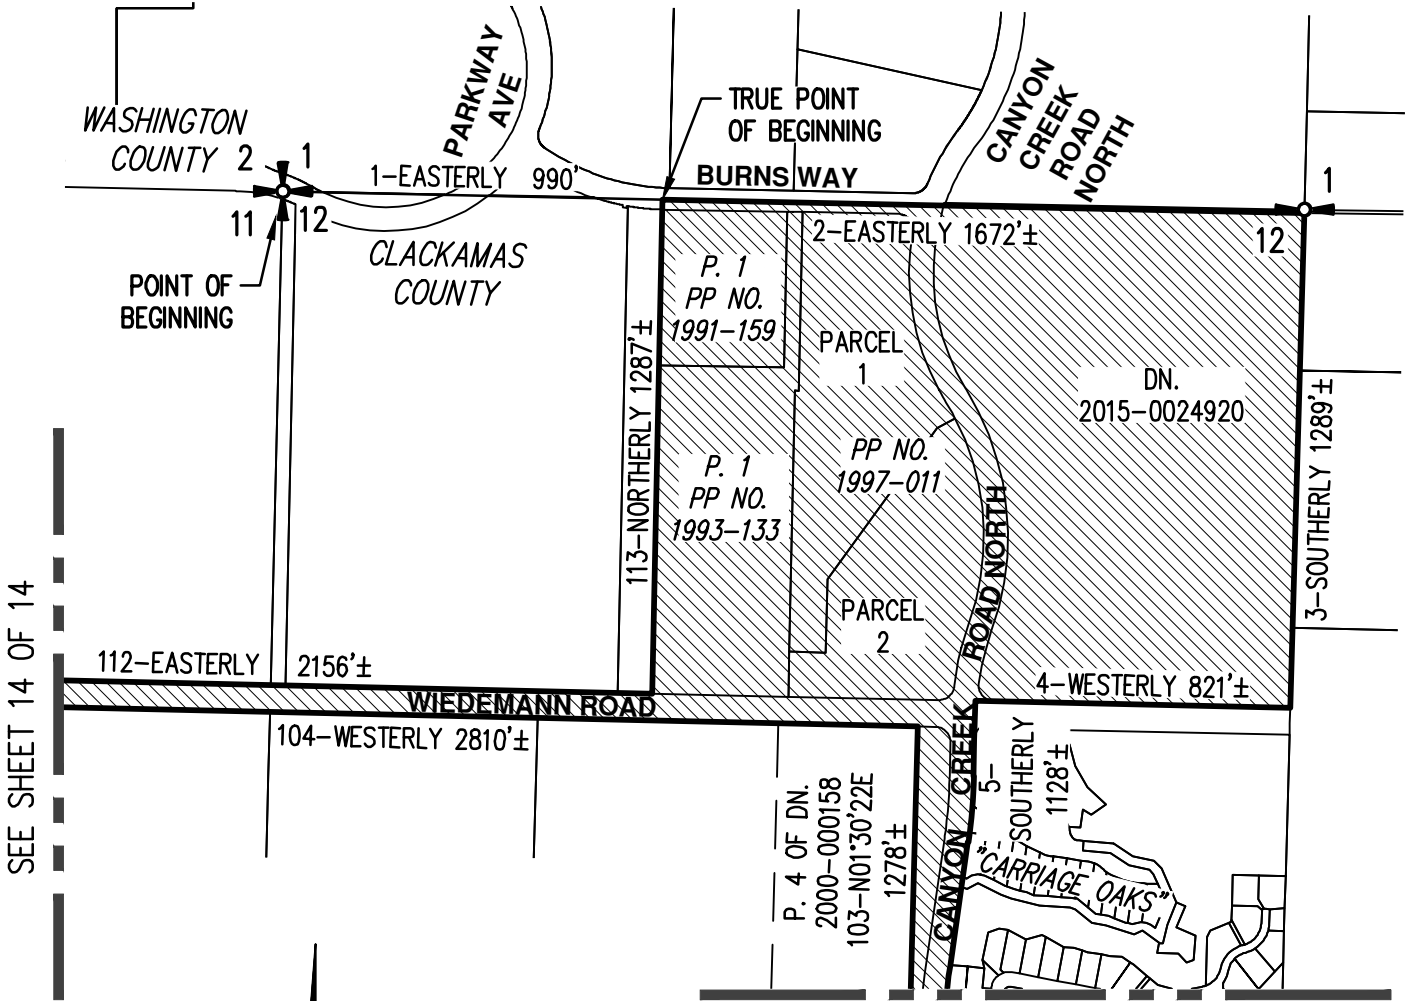 WASHINGTON
COUNTY
2
1
11
12
POINT OF
BEGINNING
PARKWAY
AVE
1-EASTERLY 990'
CLACKAMAS
COUNTY
TRUE POINT
OF BEGINNING
BURNS WAY
CANYON
CREEK
ROAD
NORTH
1
12
2-EASTERLY 1672'±
P. 1
PP NO.
1991-159
PARCEL
1
DN.
2015-0024920
113-NORTHERLY 1287'±
P. 1
PP NO.
1993-133
PP NO.
1997-011
ROAD NORTH
3-SOUTHERLY 1289'±
PARCEL
2
SEE SHEET 14 OF 14
112-EASTERLY 2156'±
WIEDEMANN ROAD
4-WESTERLY 821'±
104-WESTERLY 2810'±
CANYON CREEK
5-
SOUTHERLY
1128'±
P. 4 OF DN.
2000-000158
103-N01°30'22E
1278'±
"CARRIAGE OAKS"